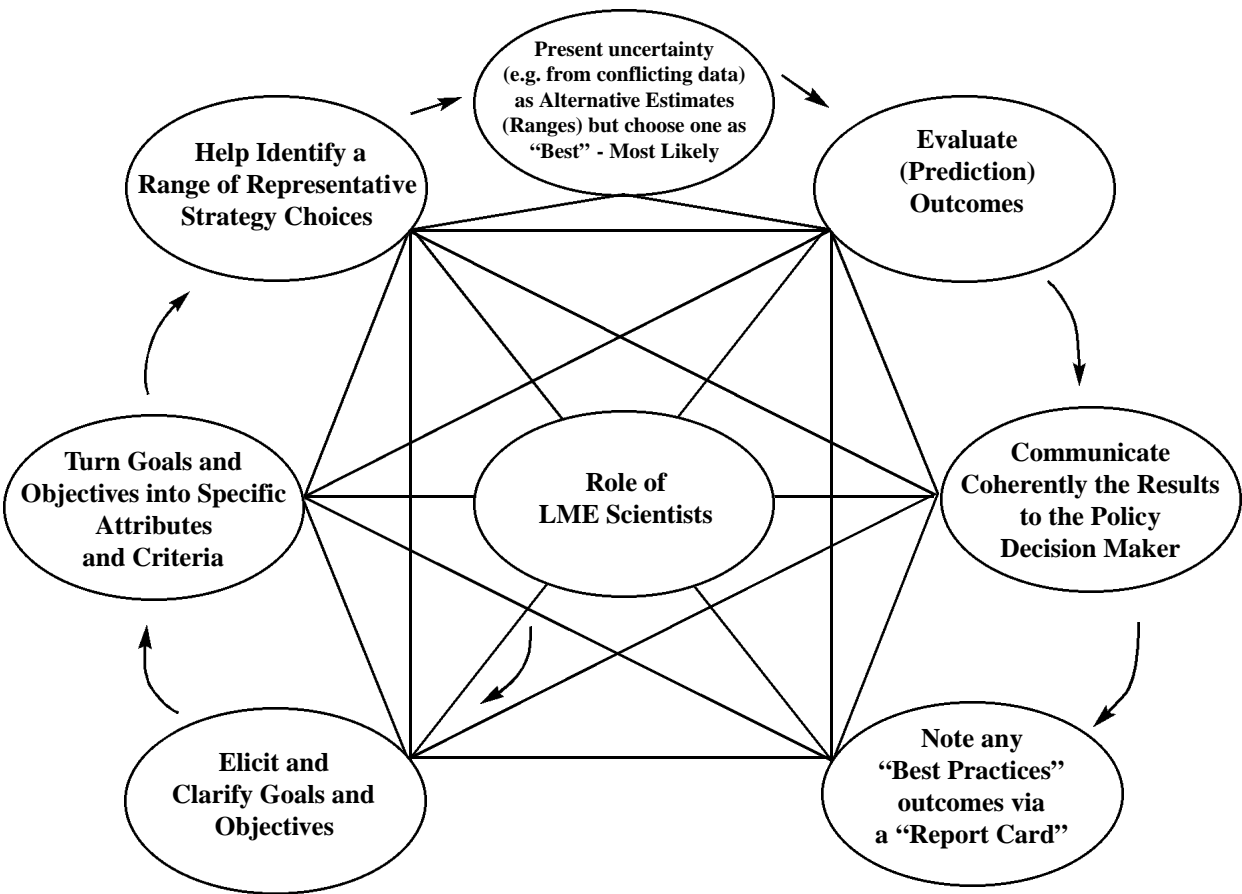 Present uncertainty
(e.g. from conflicting data)
as Alternative Estimates
(Ranges) but choose one as
“Best” - Most Likely
Help Identify a
Range of Representative
Strategy Choices
Evaluate
(Prediction)
Outcomes
Turn Goals and
Objectives into Specific
Attributes
and Criteria
Role of
LME Scientists
Communicate
Coherently the Results
to the Policy
Decision Maker
Elicit and
Clarify Goals and
Objectives
Note any
“Best Practices”
outcomes via
a “Report Card”